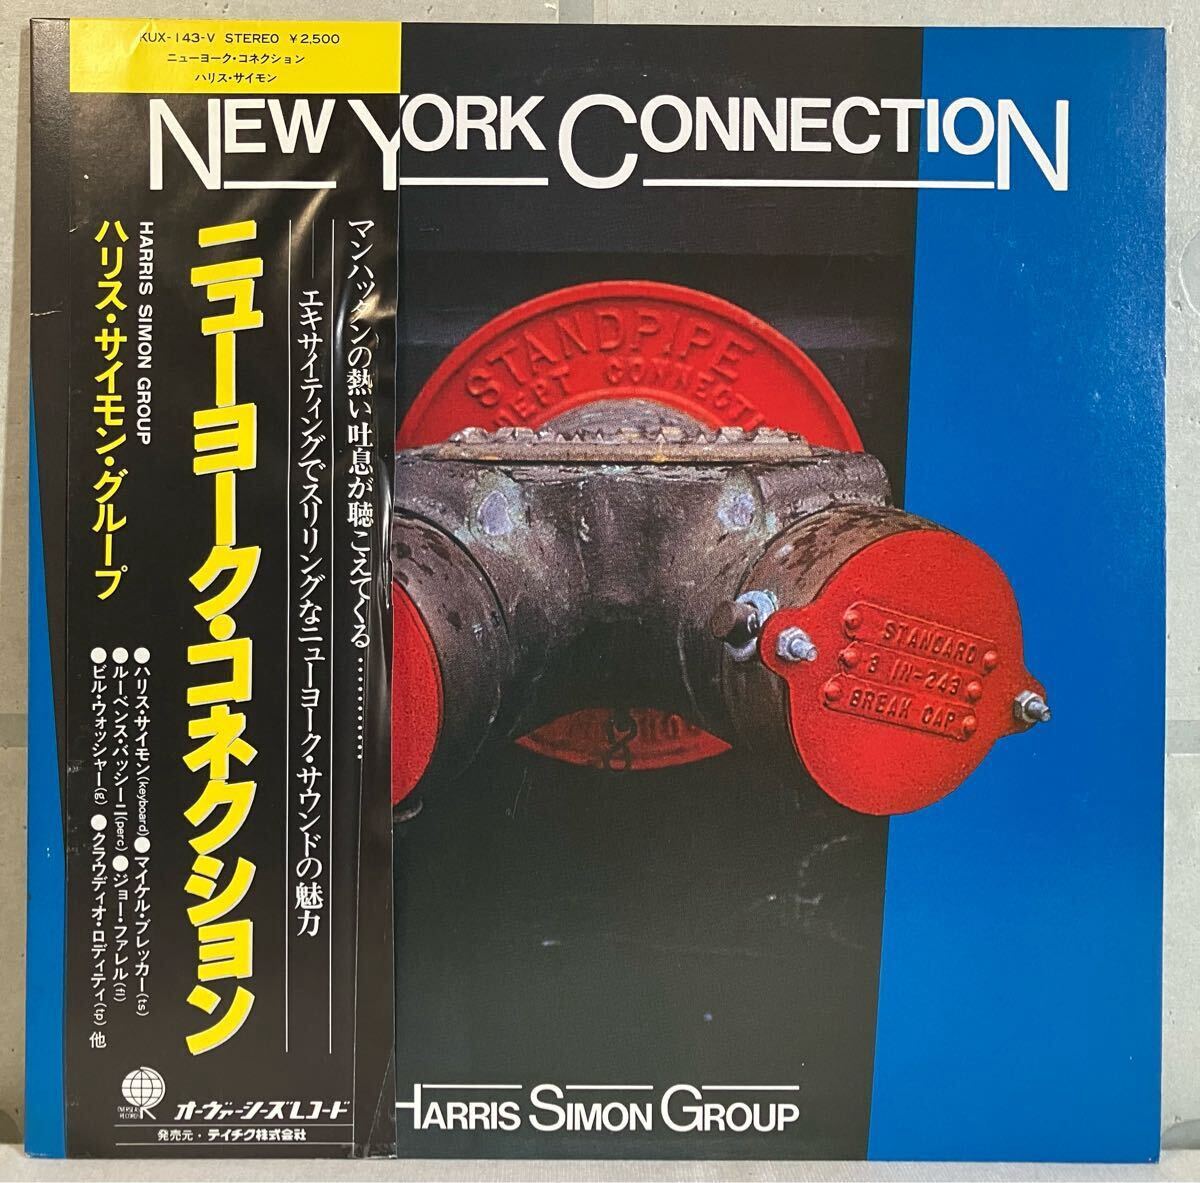 KUX-143-V STEREO ¥2,500
ニューヨーク・コネクション
ハリス・サイモン
NEW YORK CONNECTION
マンハッタンの熱い吐息が聴こえてくる…………
── エキサイティングでスリリングなニューヨーク・サウンドの魅力
ニューヨーク・コネクション
HARRIS SIMON GROUP
ハリス・サイモン・グループ
●ハリス・サイモン(keyboard)●マイケル・ブレッカー(ts)
●ルーベンス・バッシーニ(perc)●ジョー・ファレル(fl)
●ビル・ウォッシャー(g)●クラウディオ・ロディティ(tp)他
OVERSEAS RECORDS
オーヴァーシーズレコード
発売元・テイチク株式会社
STANDPIPE
DEPT CONNECTI
STANDARD
3 IN-243
BREAK CAP
HARRIS SIMON GROUP